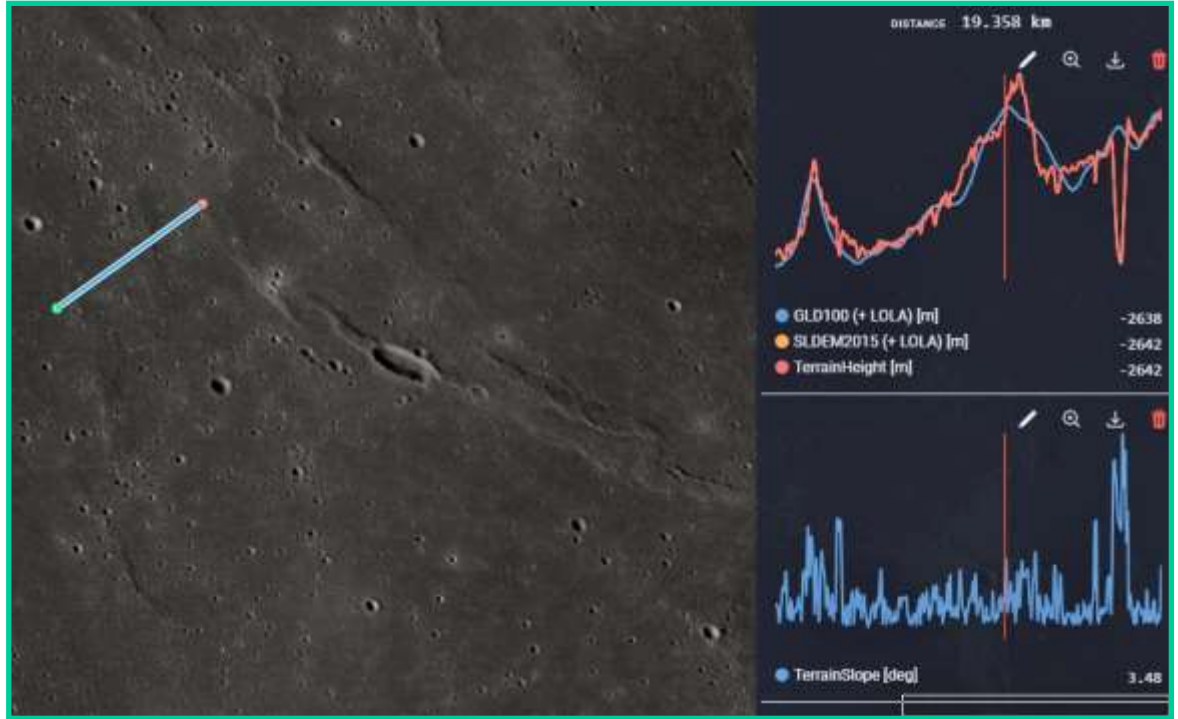 DISTANCE 19.358 km
GLD100 (+ LOLA) [m] -2638
SLDEM2015 (+ LOLA) [m] -2642
TerrainHeight [m] -2642
TerrainSlope [deg] 3.48